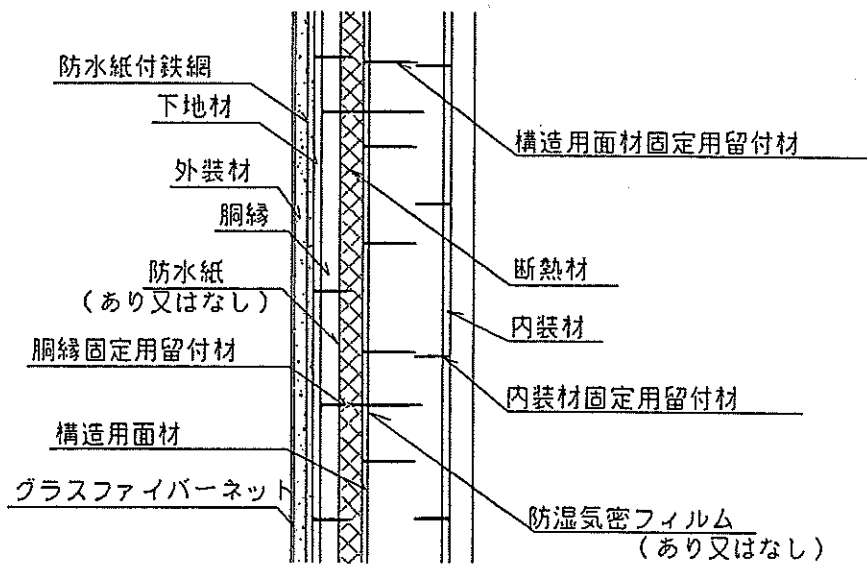 防水紙付鉄網
下地材
外装材
胴縁
防水紙
(あり又はなし)
胴縁固定用留付材
構造用面材
グラスファイバーネット
構造用面材固定用留付材
断熱材
内装材
内装材固定用留付材
防湿気密フィルム
(あり又はなし)